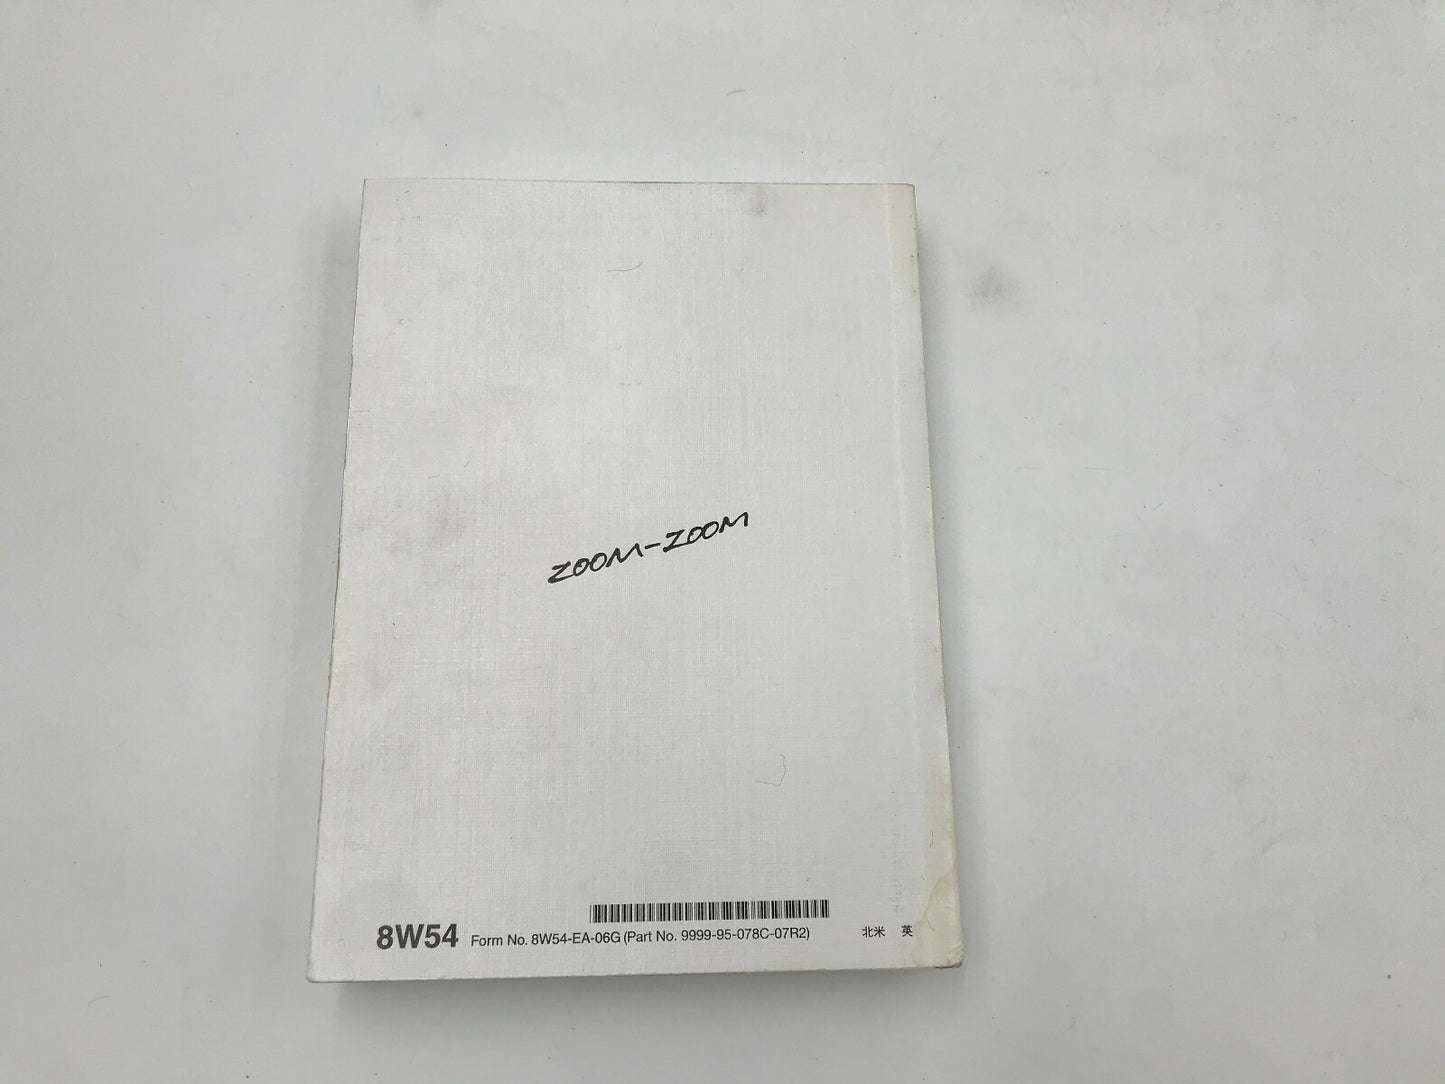 ZOOM-ZOOM
8W54 Form No. 8W54-EA-06G (Part No. 9999-95-078C-07R2) 北米 英